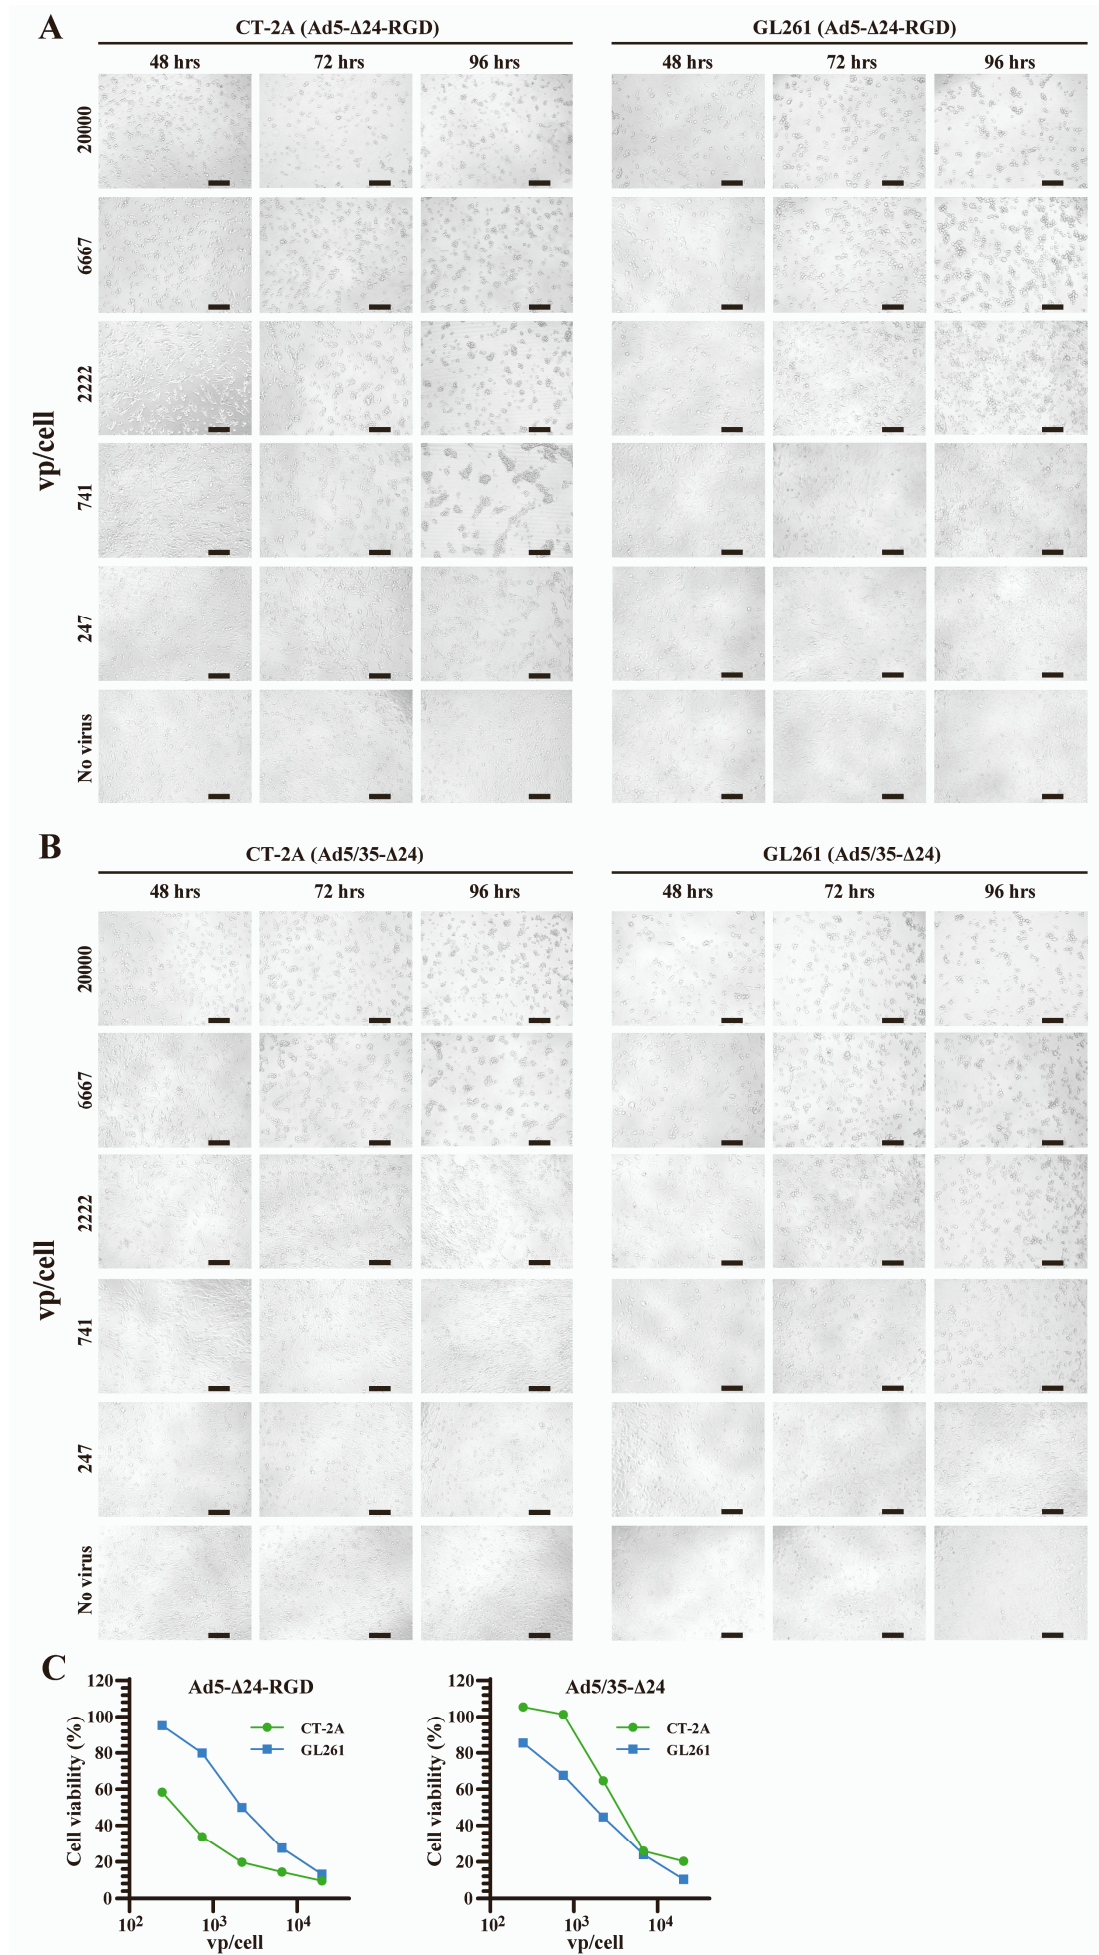 A
CT-2A (Ad5-Δ24-RGD)
GL261 (Ad5-Δ24-RGD)
48 hrs 72 hrs 96 hrs 48 hrs 72 hrs 96 hrs
vp/cell
20000
6667
2222
741
247
No virus
B
CT-2A (Ad5/35-Δ24)
GL261 (Ad5/35-Δ24)
48 hrs 72 hrs 96 hrs 48 hrs 72 hrs 96 hrs
vp/cell
20000
6667
2222
741
247
No virus
C
Ad5-Δ24-RGD
Cell viability (%)
120
100
80
60
40
20
0
CT-2A
GL261
10² 10³ 10⁴
vp/cell
Ad5/35-Δ24
Cell viability (%)
120
100
80
60
40
20
0
CT-2A
GL261
10² 10³ 10⁴
vp/cell